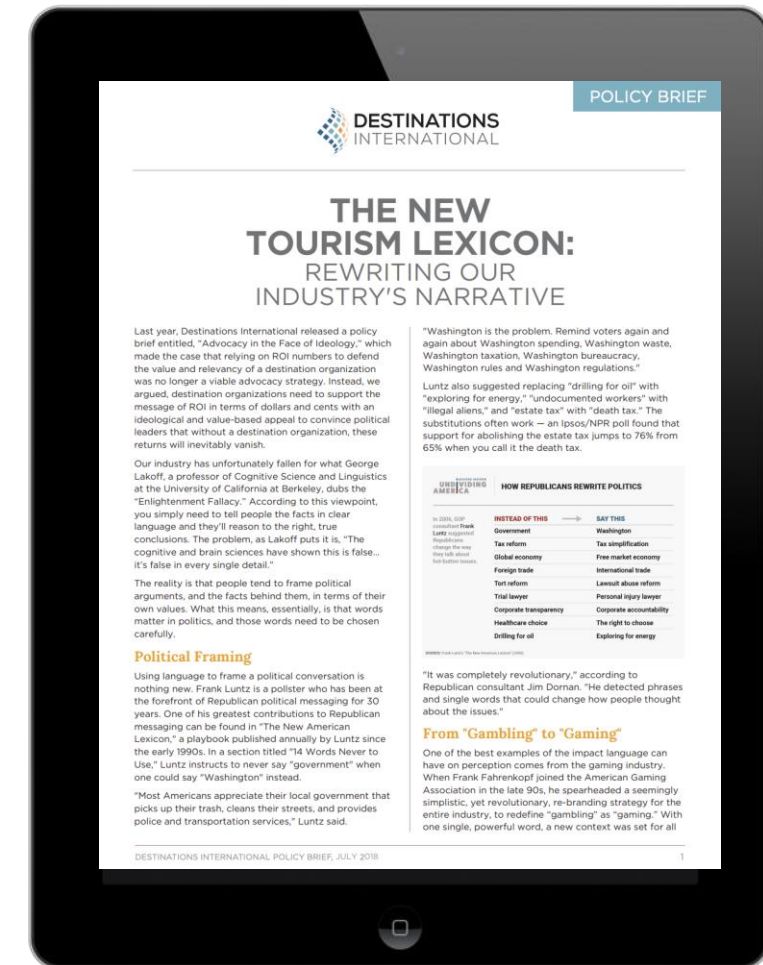 POLICY BRIEF
DESTINATIONS
INTERNATIONAL
THE NEW
TOURISM LEXICON:
REWRITING OUR
INDUSTRY'S NARRATIVE
Last year, Destinations International released a policy
brief entitled, "Advocacy in the Face of Ideology," which
made the case that relying on ROI numbers to defend
the value and relevancy of a destination organization
was no longer a viable advocacy strategy. Instead, we
argued, destination organizations need to support the
message of ROI in terms of dollars and cents with an
ideological and value-based appeal to convince political
leaders that without a destination organization, these
returns will inevitably vanish.
Our industry has unfortunately fallen for what George
Lakoff, a professor of Cognitive Science and Linguistics
at the University of California at Berkeley, dubs the
"Enlightenment Fallacy." According to this viewpoint,
you simply need to tell people the facts in clear
language and they'll reason to the right, true
conclusions. The problem, as Lakoff puts it is, "The
cognitive and brain sciences have shown this is false...
it's false in every single detail."
The reality is that people tend to frame political
arguments, and the facts behind them, in terms of their
own values. What this means, essentially, is that words
matter in politics, and those words need to be chosen
carefully.
Political Framing
Using language to frame a political conversation is
nothing new. Frank Luntz is a pollster who has been at
the forefront of Republican political messaging for 30
years. One of his greatest contributions to Republican
messaging can be found in "The New American
Lexicon," a playbook published annually by Luntz since
the early 1990s. In a section titled "14 Words Never to
Use," Luntz instructs to never say "government" when
one could say "Washington" instead.
"Most Americans appreciate their local government that
picks up their trash, cleans their streets, and provides
police and transportation services," Luntz said.
"Washington is the problem. Remind voters again and
again about Washington spending, Washington waste,
Washington taxation, Washington bureaucracy,
Washington rules and Washington regulations."
Luntz also suggested replacing "drilling for oil" with
"exploring for energy," "undocumented workers" with
"illegal aliens," and "estate tax" with "death tax." The
substitutions often work — an Ipsos/NPR poll found that
support for abolishing the estate tax jumps to 76% from
65% when you call it the death tax.
UNDIVIDING
AMERICA
HOW REPUBLICANS REWRITE POLITICS
In 2006, GOP
consultant Frank
Luntz suggested
Republicans
change the way
they talk about
hot-button issues.
INSTEAD OF THIS SAY THIS
Government Washington
Tax reform Tax simplification
Global economy Free market economy
Foreign trade International trade
Tort reform Lawsuit abuse reform
Trial lawyer Personal injury lawyer
Corporate transparency Corporate accountability
Healthcare choice The right to choose
Drilling for oil Exploring for energy
"It was completely revolutionary," according to
Republican consultant Jim Dornan. "He detected phrases
and single words that could change how people thought
about the issues."
From "Gambling" to "Gaming"
One of the best examples of the impact language can
have on perception comes from the gaming industry.
When Frank Fahrenkopf joined the American Gaming
Association in the late 90s, he spearheaded a seemingly
simplistic, yet revolutionary, re-branding strategy for the
entire industry, to redefine "gambling" as "gaming." With
one single, powerful word, a new context was set for all
DESTINATIONS INTERNATIONAL POLICY BRIEF, JULY 2018 1